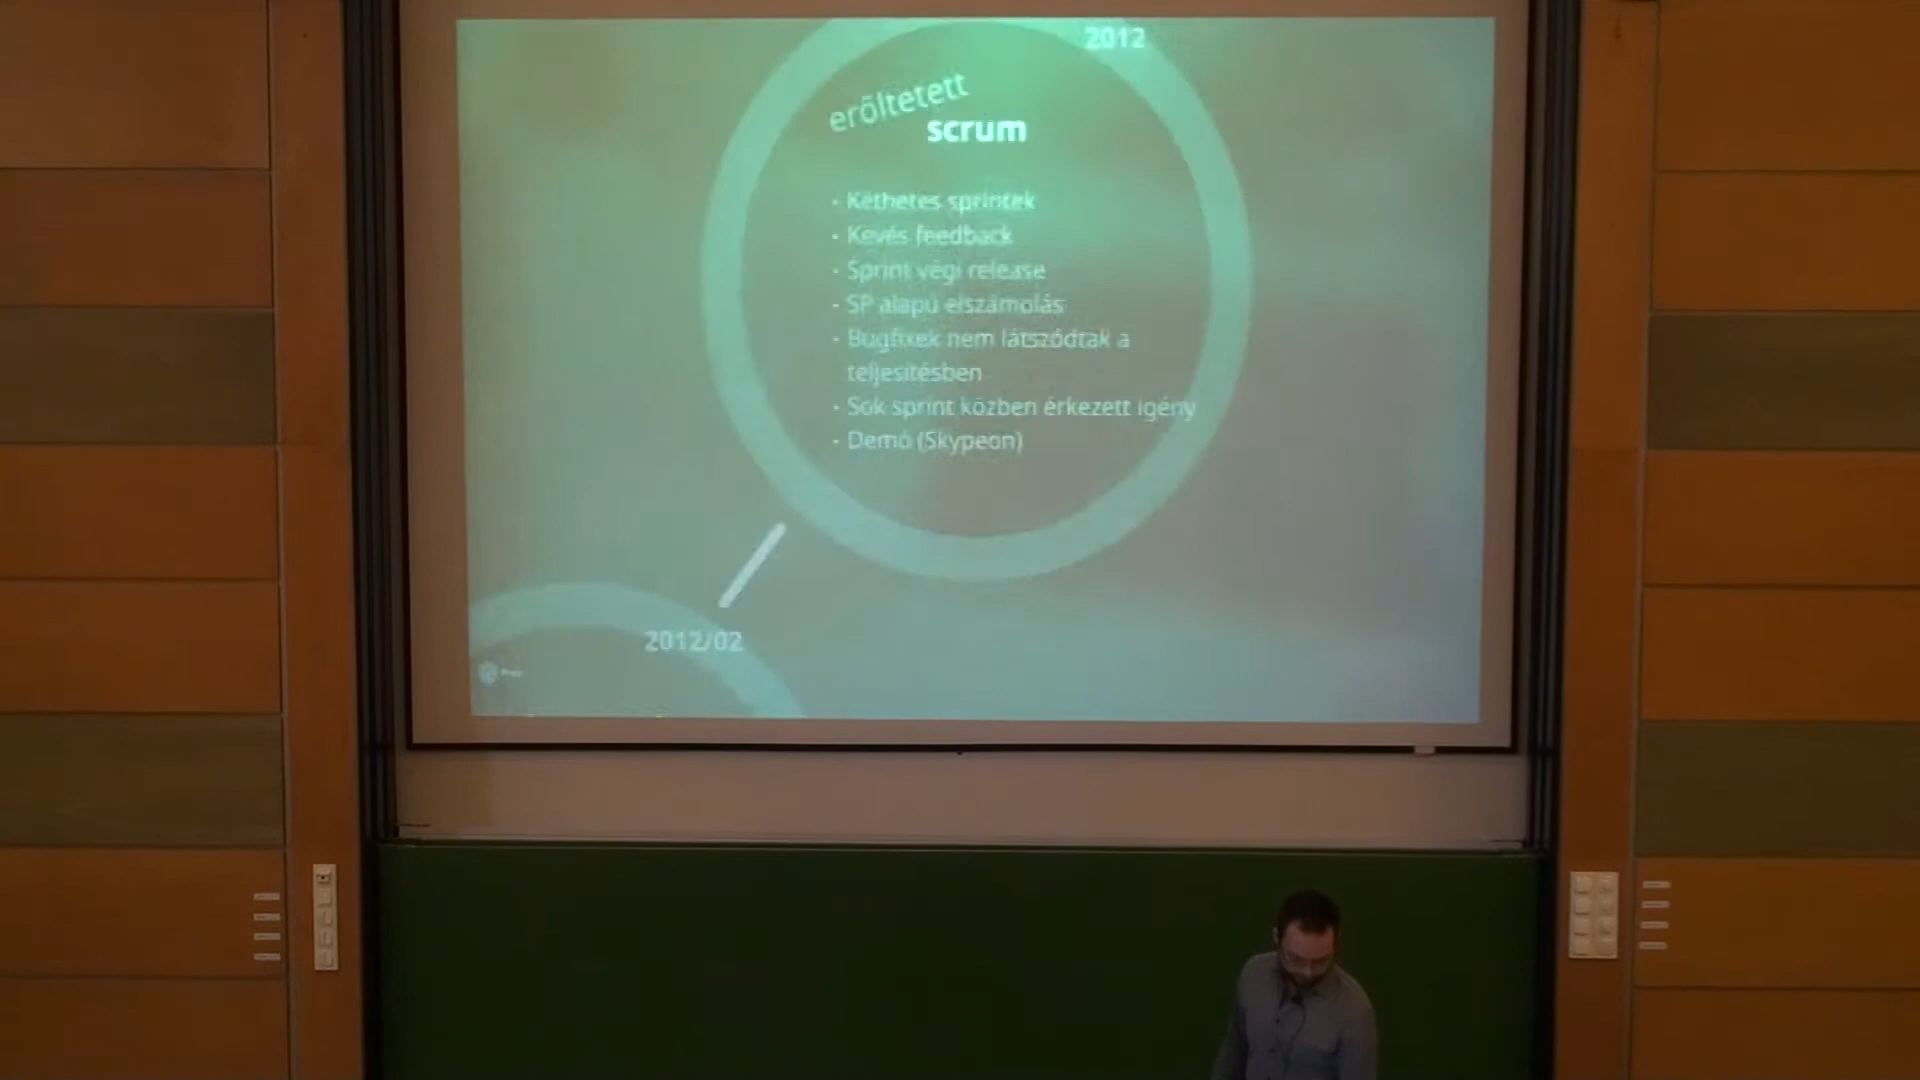 2012
erőltetett
scrum
- Kéthetes sprintek
- Kevés feedback
- Sprint végi release
- SP alapú elszámolás
- Bugfixek nem látszódtak a
teljesítésben
- Sok sprint közben érkezett igény
- Demó (Skypeon)
2012/02
Prezi